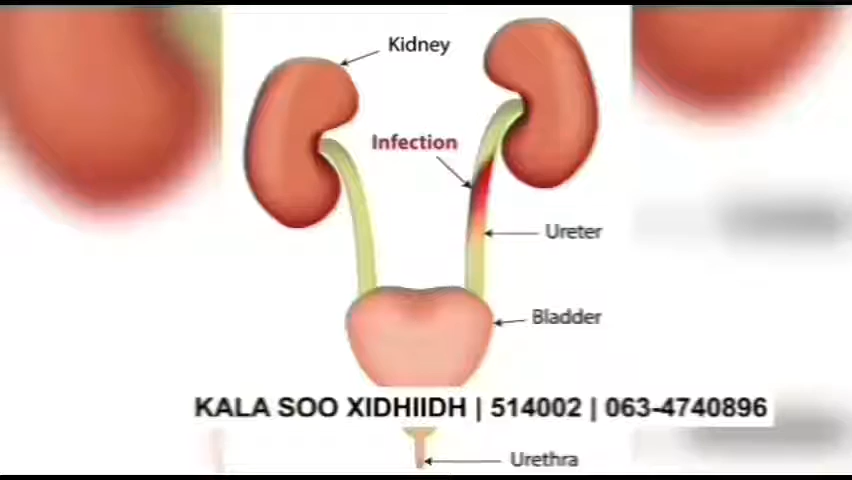 Kidney
Infection
Ureter
Bladder
KALA SOO XIDHIIDH | 514002 | 063-4740896
Urethra